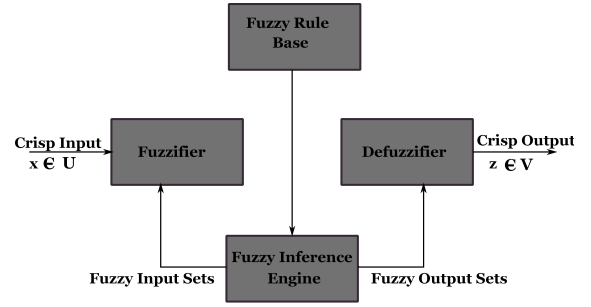 Fuzzy Rule
Base
Crisp Input
x ∈ U
Fuzzifier
Defuzzifier
Crisp Output
z ∈ V
Fuzzy Inference
Engine
Fuzzy Input Sets
Fuzzy Output Sets